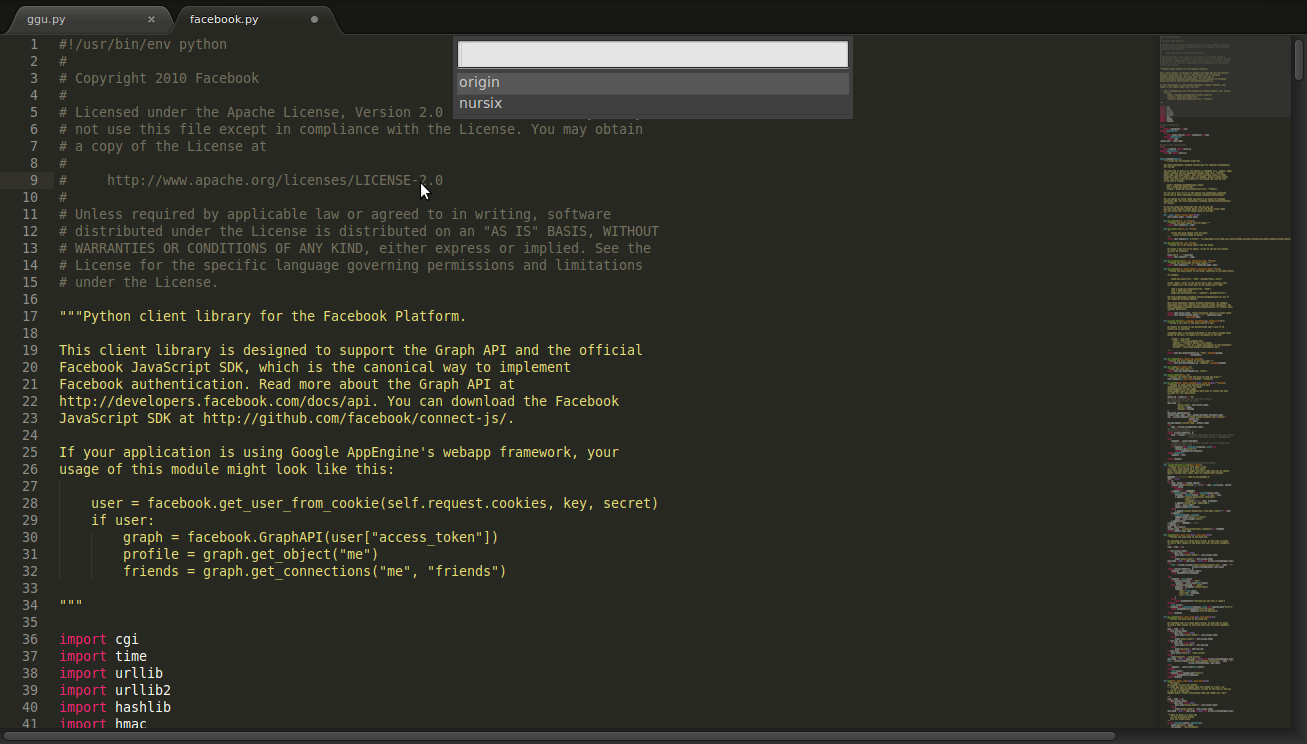 ggu.py × facebook.py
origin
nursix
1 #!/usr/bin/env python
2 #
3 # Copyright 2010 Facebook
4 #
5 # Licensed under the Apache License, Version 2.0
6 # not use this file except in compliance with the License. You may obtain
7 # a copy of the License at
8 #
9 #     http://www.apache.org/licenses/LICENSE-2.0
10 #
11 # Unless required by applicable law or agreed to in writing, software
12 # distributed under the License is distributed on an "AS IS" BASIS, WITHOUT
13 # WARRANTIES OR CONDITIONS OF ANY KIND, either express or implied. See the
14 # License for the specific language governing permissions and limitations
15 # under the License.
16
17 """Python client library for the Facebook Platform.
18
19 This client library is designed to support the Graph API and the official
20 Facebook JavaScript SDK, which is the canonical way to implement
21 Facebook authentication. Read more about the Graph API at
22 http://developers.facebook.com/docs/api. You can download the Facebook
23 JavaScript SDK at http://github.com/facebook/connect-js/.
24
25 If your application is using Google AppEngine's webapp framework, your
26 usage of this module might look like this:
27
28     user = facebook.get_user_from_cookie(self.request.cookies, key, secret)
29     if user:
30         graph = facebook.GraphAPI(user["access_token"])
31         profile = graph.get_object("me")
32         friends = graph.get_connections("me", "friends")
33
34 """
35
36 import cgi
37 import time
38 import urllib
39 import urllib2
40 import hashlib
41 import hmac